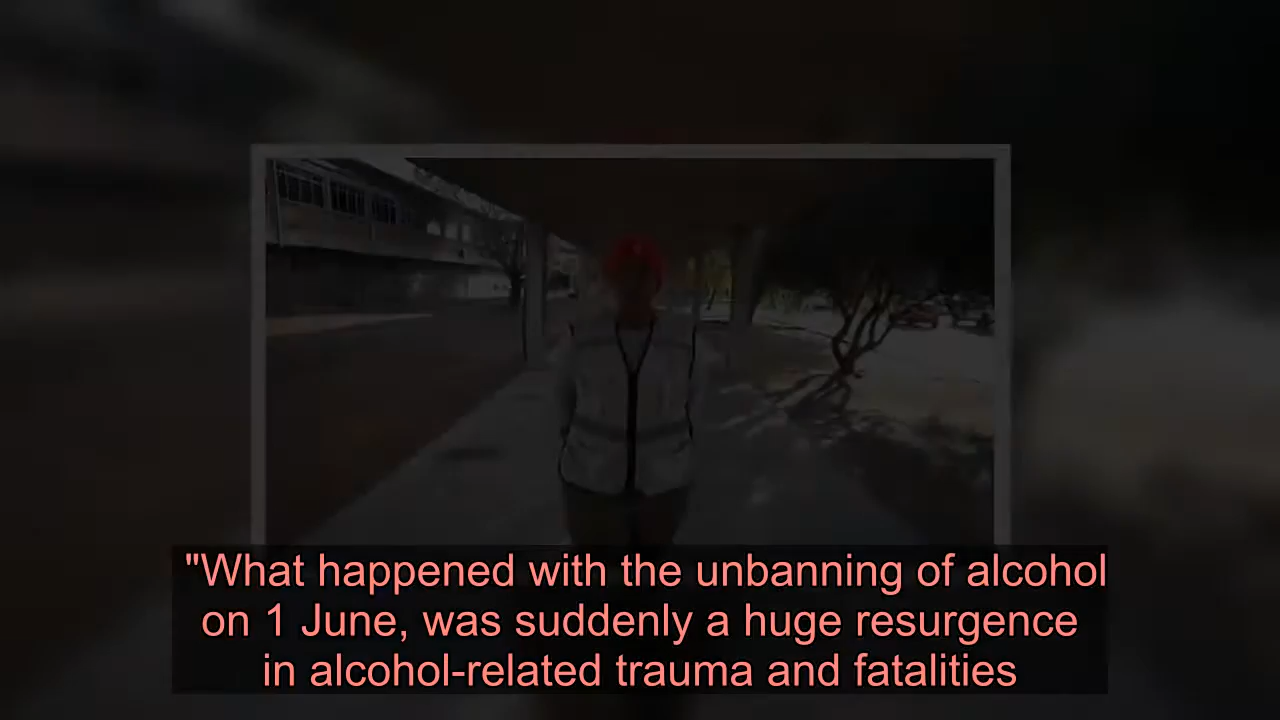 "What happened with the unbanning of alcohol
on 1 June, was suddenly a huge resurgence
in alcohol-related trauma and fatalities